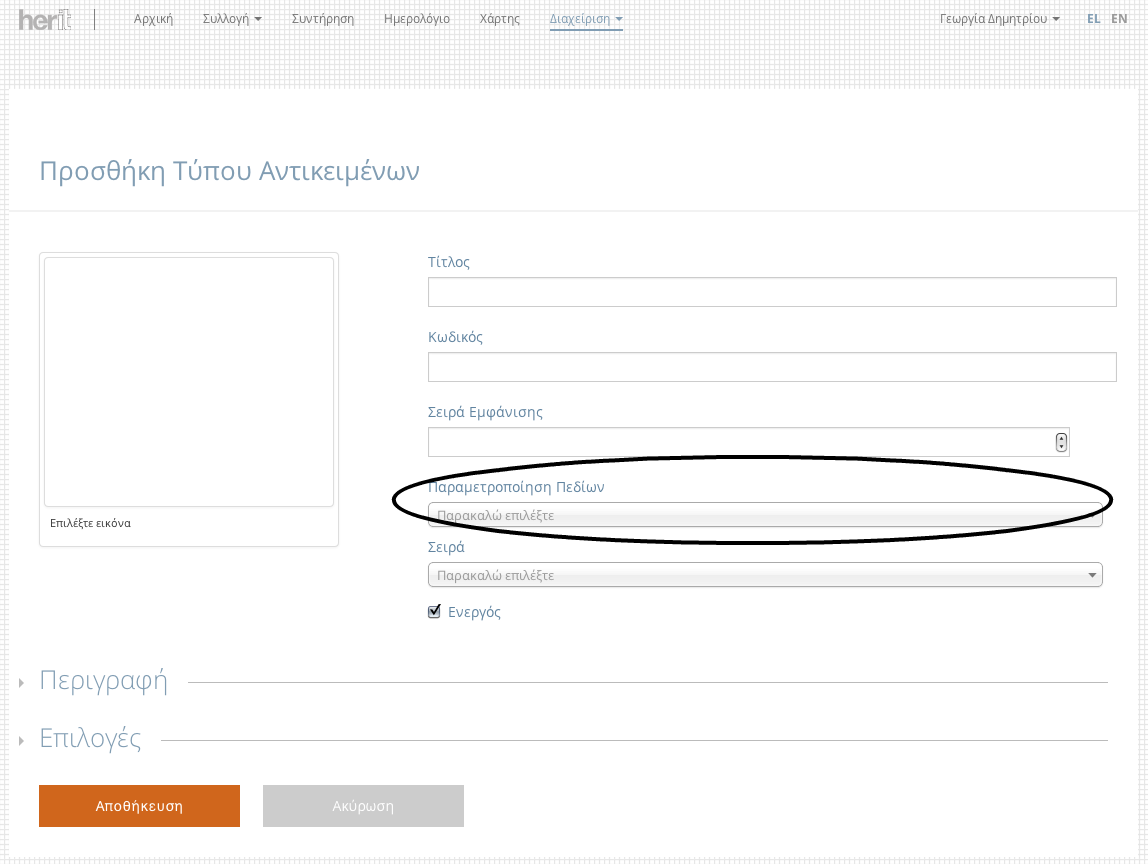 herit Αρχική Συλλογή Συντήρηση Ημερολόγιο Χάρτης Διαχείριση Γεωργία Δημητρίου EL EN
Προσθήκη Τύπου Αντικειμένων
Τίτλος
Κωδικός
Σειρά Εμφάνισης
Παραμετροποίηση Πεδίων
Παρακαλώ επιλέξτε
Επιλέξτε εικόνα
Σειρά
Παρακαλώ επιλέξτε
Ενεργός
Περιγραφή
Επιλογές
Αποθήκευση Ακύρωση